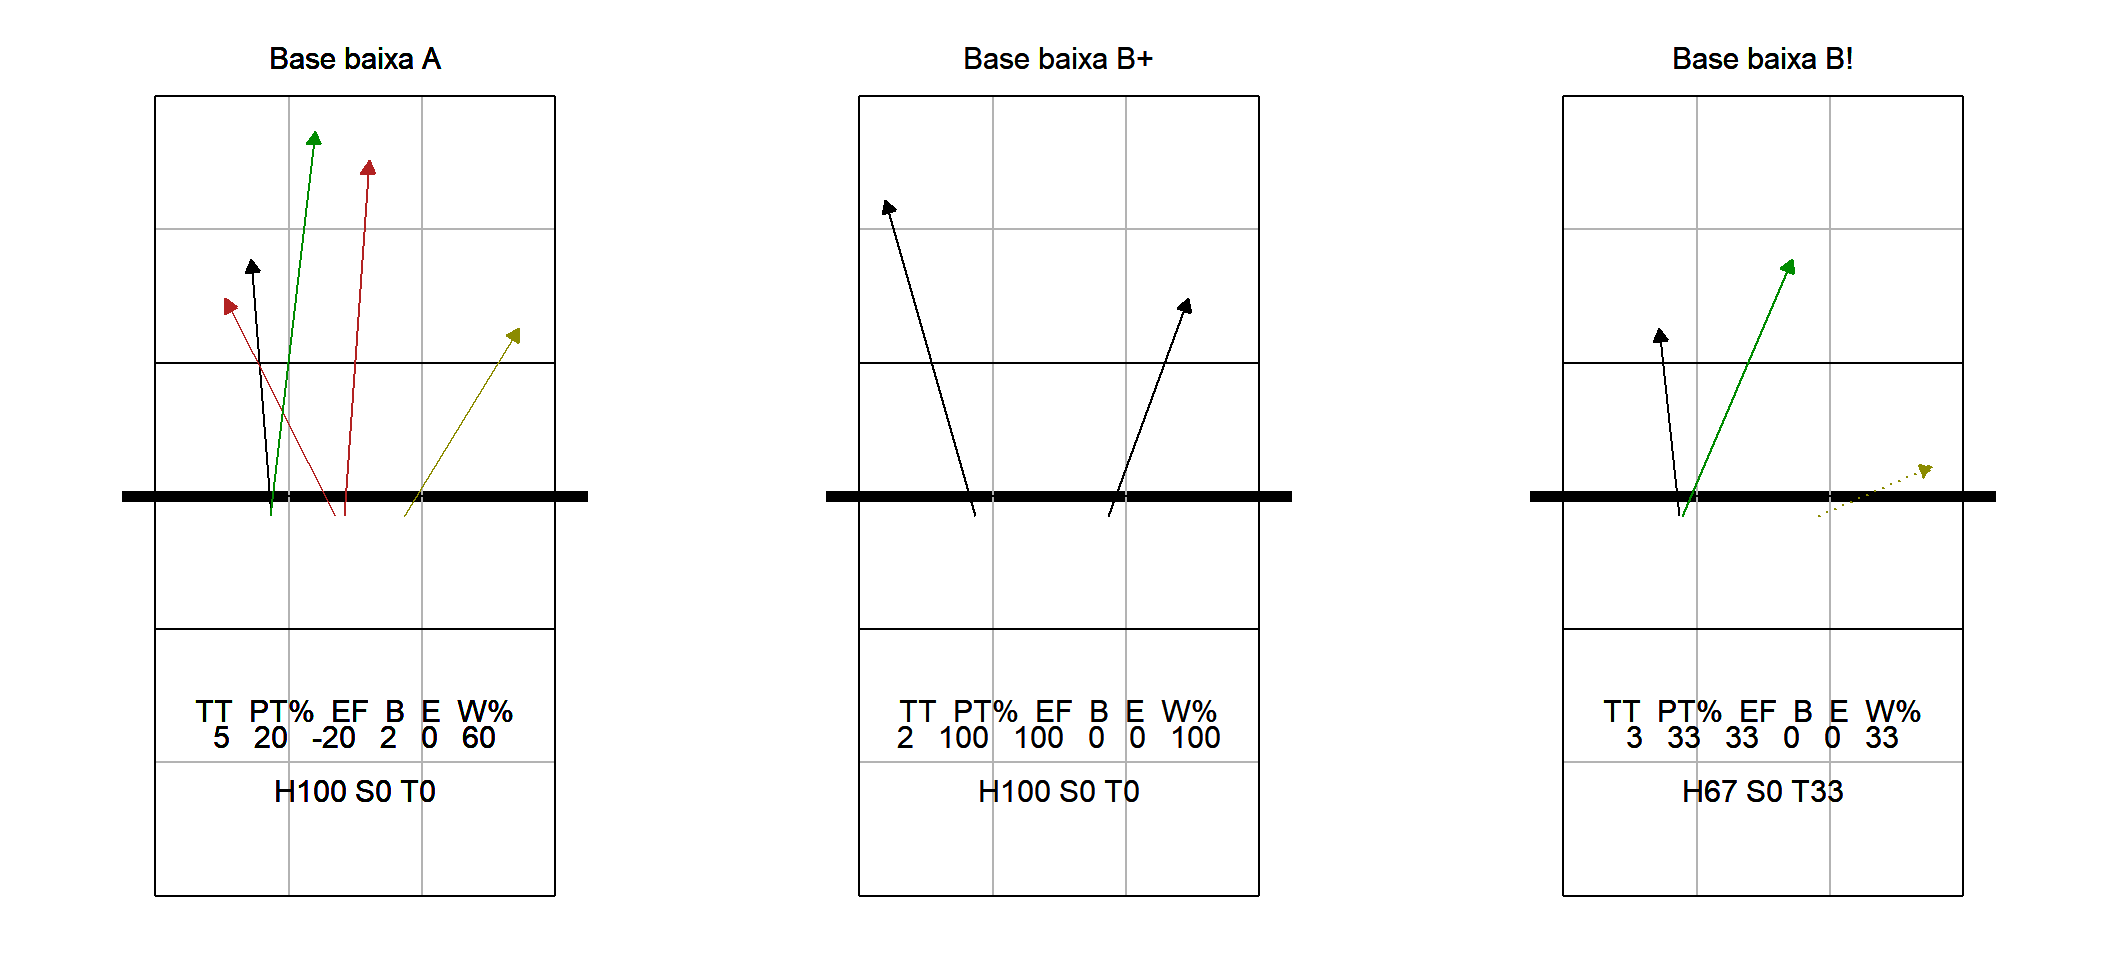 Base baixa A
TT PT% EF B E W%
5 20 -20 2 0 60
H100 S0 T0
Base baixa B+
TT PT% EF B E W%
2 100 100 0 0 100
H100 S0 T0
Base baixa B!
TT PT% EF B E W%
3 33 33 0 0 33
H67 S0 T33